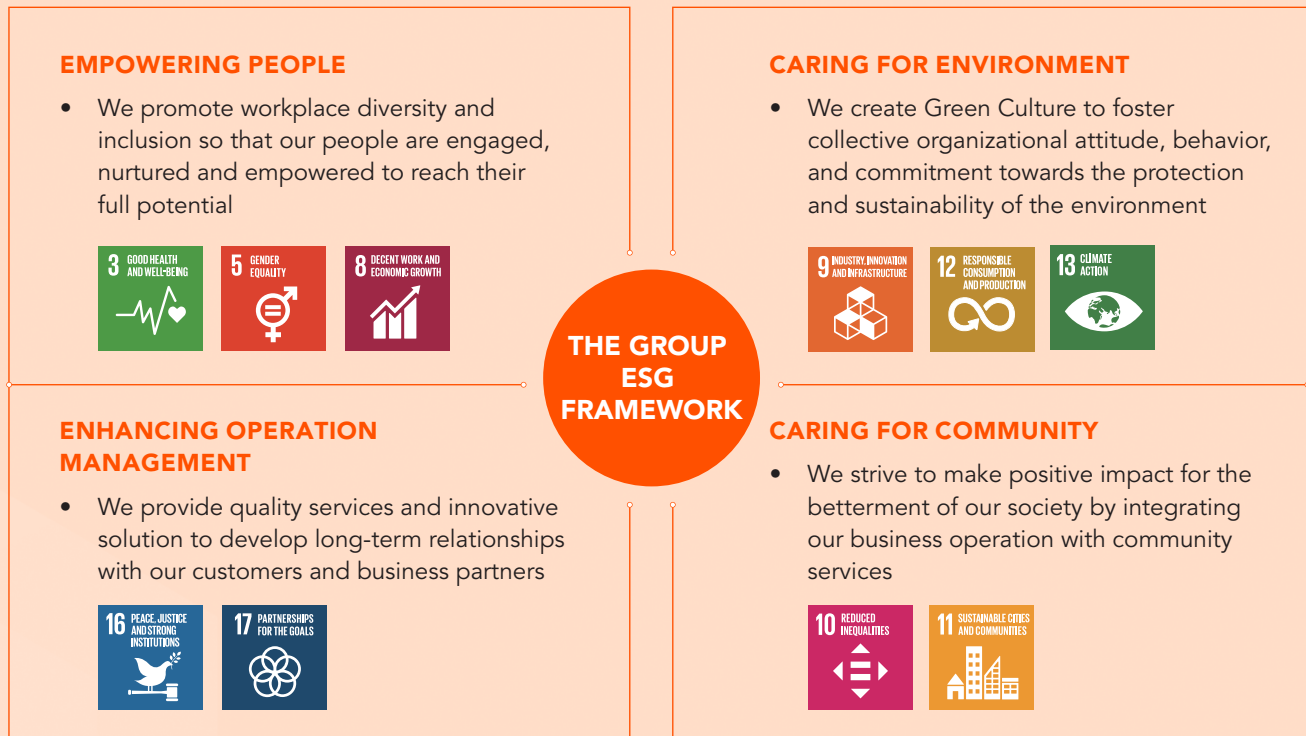 EMPOWERING PEOPLE
• We promote workplace diversity and
inclusion so that our people are engaged,
nurtured and empowered to reach their
full potential
3 GOOD HEALTH
AND WELL-BEING
5 GENDER
EQUALITY
8 DECENT WORK AND
ECONOMIC GROWTH
CARING FOR ENVIRONMENT
• We create Green Culture to foster
collective organizational attitude, behavior,
and commitment towards the protection
and sustainability of the environment
9 INDUSTRY, INNOVATION
AND INFRASTRUCTURE
12 RESPONSIBLE
CONSUMPTION
AND PRODUCTION
13 CLIMATE
ACTION
THE GROUP
ESG
FRAMEWORK
ENHANCING OPERATION
MANAGEMENT
• We provide quality services and innovative
solution to develop long-term relationships
with our customers and business partners
16 PEACE, JUSTICE
AND STRONG
INSTITUTIONS
17 PARTNERSHIPS
FOR THE GOALS
CARING FOR COMMUNITY
• We strive to make positive impact for the
betterment of our society by integrating
our business operation with community
services
10 REDUCED
INEQUALITIES
11 SUSTAINABLE CITIES
AND COMMUNITIES